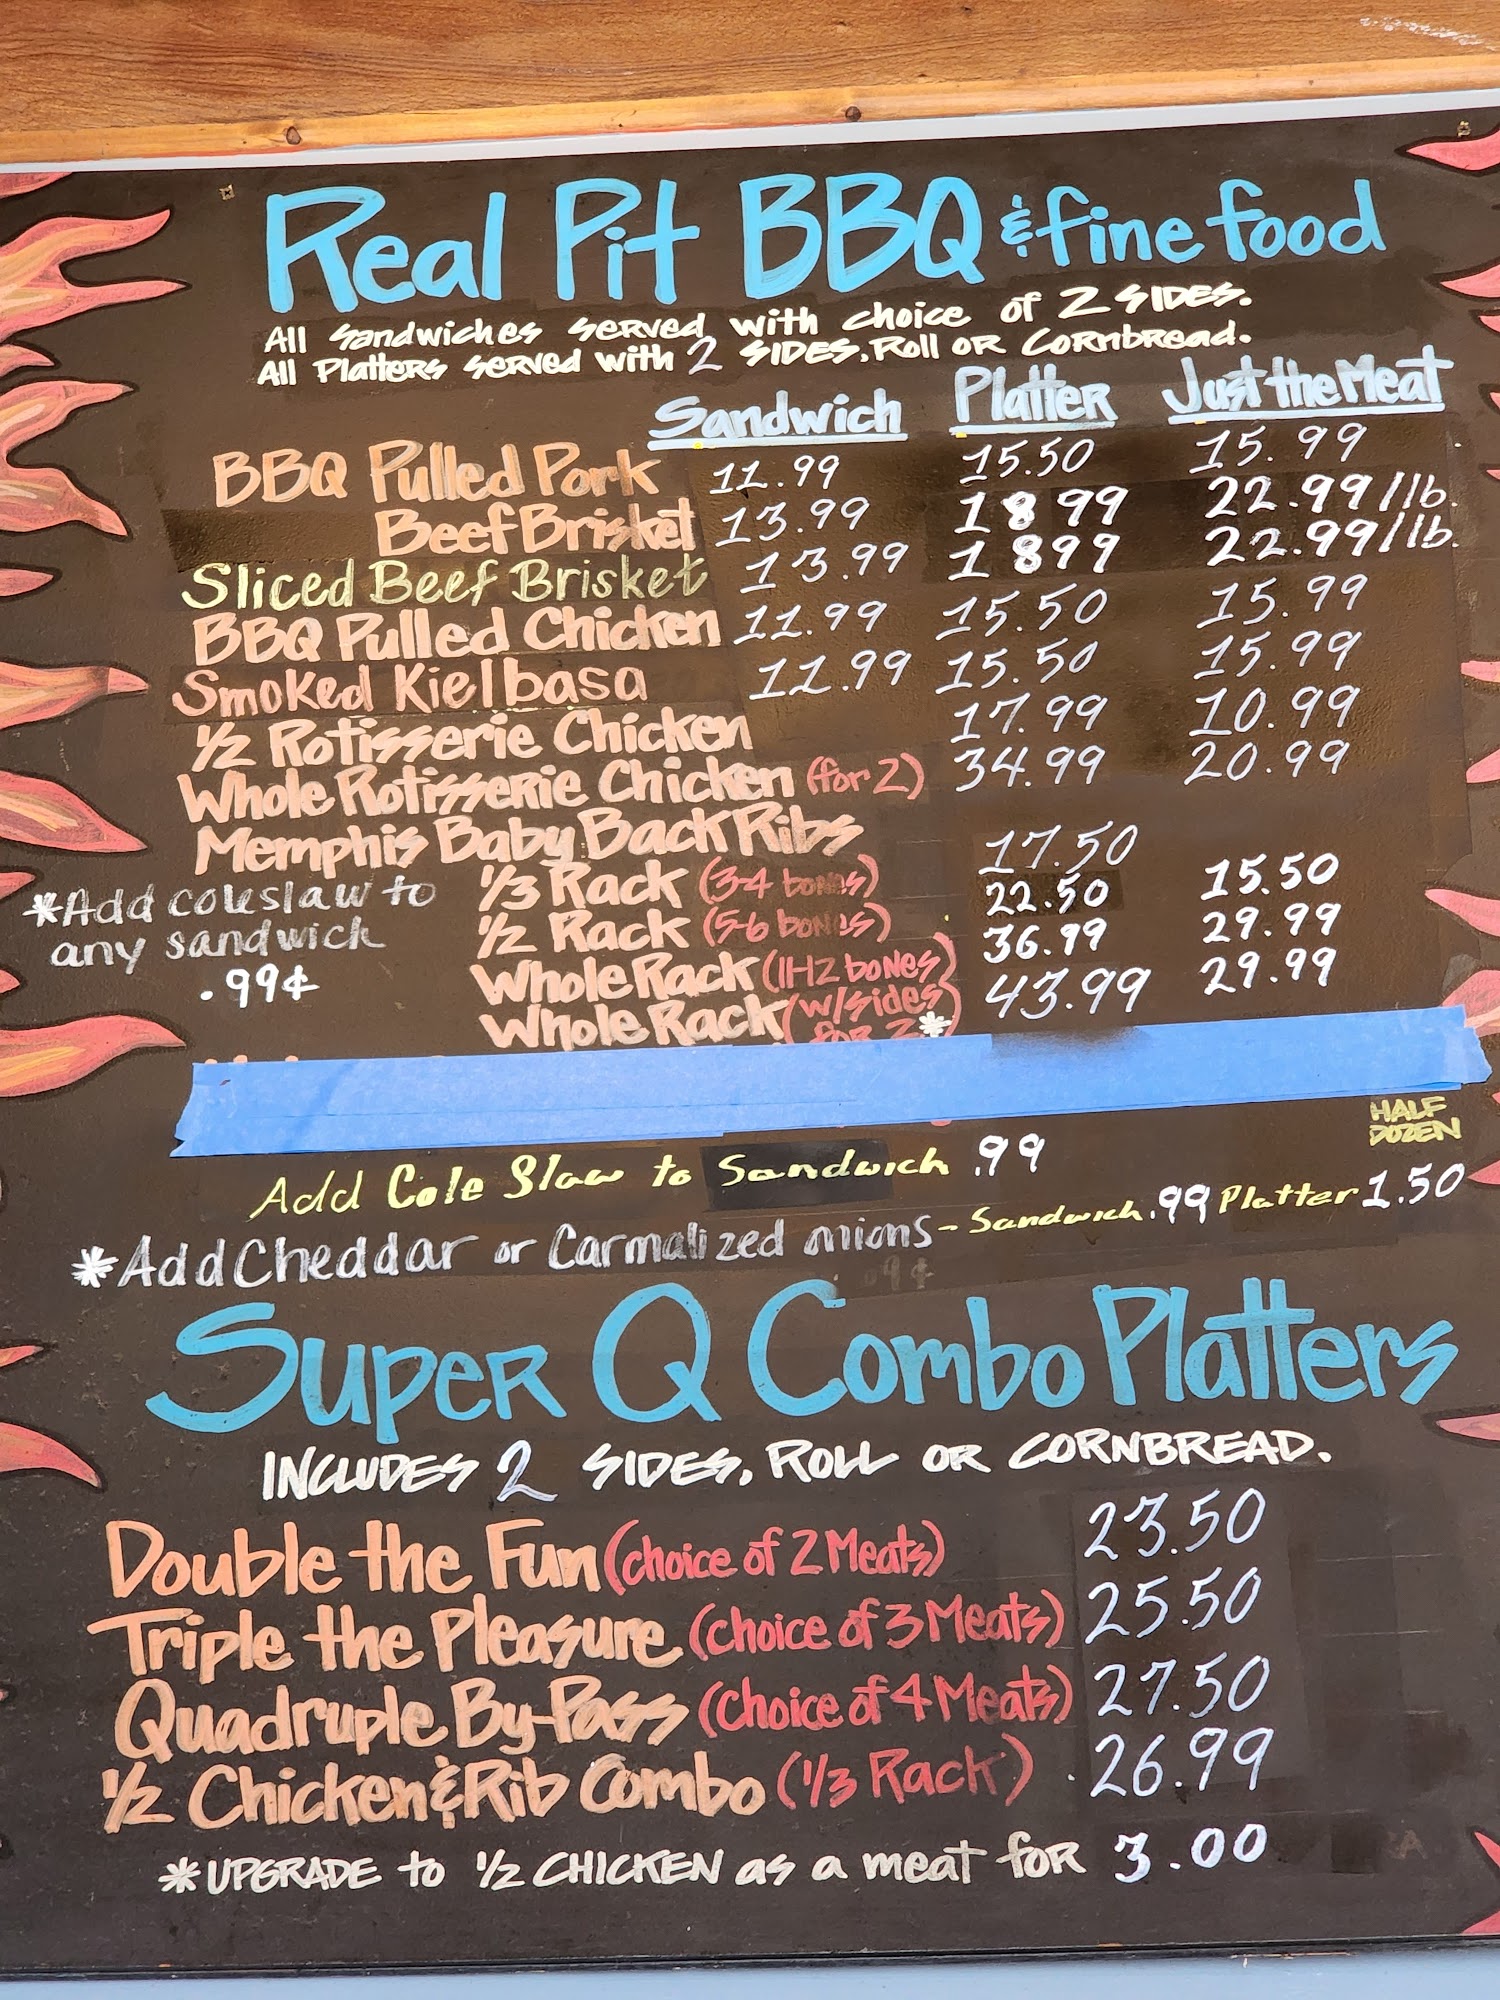 Real Pit BBQ & fine food
All Sandwiches served with choice of 2 SIDES.
All Platters served with 2 SIDES, Roll or Cornbread.
Sandwich Platter Just the Meat
BBQ Pulled Pork 11.99 15.50 15.99
Beef Brisket 13.99 18 99 22.99/lb.
Sliced Beef Brisket 13.99 18 99 22.99/lb.
BBQ Pulled Chicken 11.99 15.50 15.99
Smoked Kielbasa 11.99 15.50 15.99
1/2 Rotisserie Chicken 17.99 10.99
Whole Rotisserie Chicken (for 2) 34.99 20.99
Memphis Baby Back Ribs
1/3 Rack (3-4 bones) 17.50
1/2 Rack (5-6 bones) 22.50 15.50
Whole Rack (11-12 bones) 36.99 29.99
Whole Rack (w/sides for 2) * 43.99 29.99
*Add coleslaw to
any sandwich
.99¢
HALF
DOZEN
Add Cole Slaw to Sandwich .99
*Add Cheddar or Carmalized onions - Sandwich .99 Platter 1.50
Super Q Combo Platters
INCLUDES 2 SIDES, ROLL OR CORNBREAD.
Double the Fun (choice of 2 Meats) 23.50
Triple the Pleasure (choice of 3 Meats) 25.50
Quadruple By-Pass (choice of 4 Meats) 27.50
1/2 Chicken & Rib Combo (1/3 Rack) 26.99
*UPGRADE to 1/2 CHICKEN as a meat for 3.00